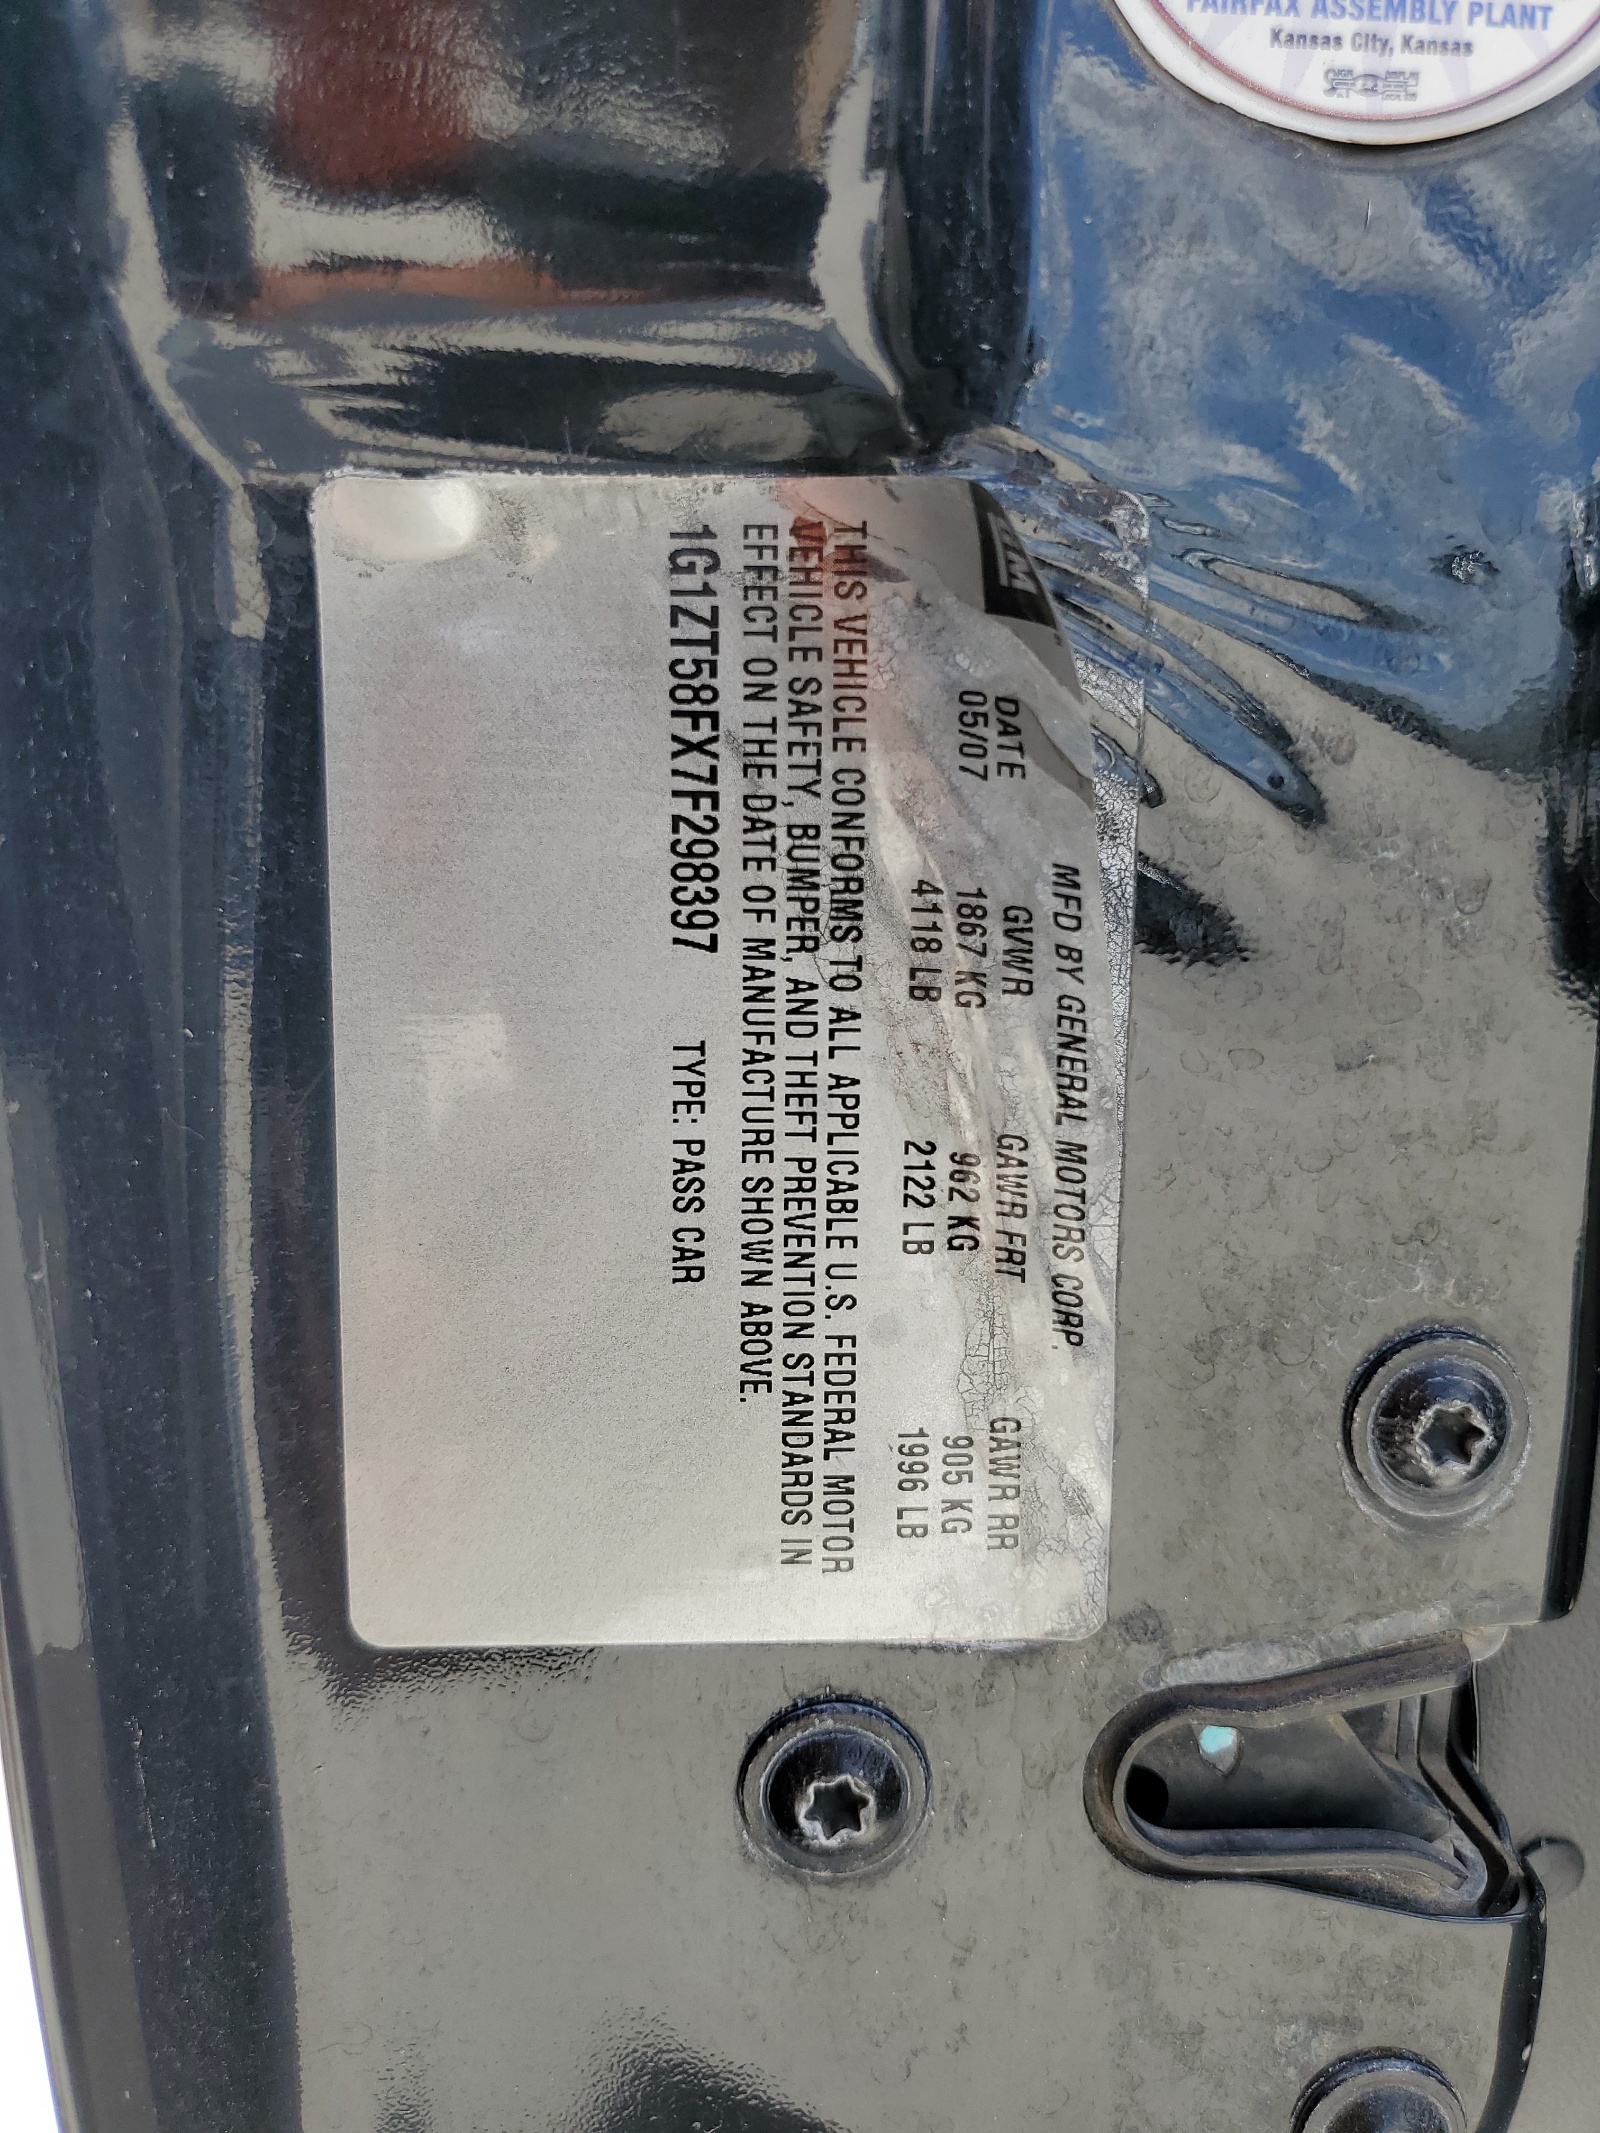 FAIRFAX ASSEMBLY PLANT
Kansas City, Kansas
GM
MFD BY GENERAL MOTORS CORP.
DATE GVWR GAWR FRT GAWR RR
05/07 1867 KG 962 KG 905 KG
4118 LB 2122 LB 1996 LB
THIS VEHICLE CONFORMS TO ALL APPLICABLE U.S. FEDERAL MOTOR
VEHICLE SAFETY, BUMPER, AND THEFT PREVENTION STANDARDS IN
EFFECT ON THE DATE OF MANUFACTURE SHOWN ABOVE.
1G1ZT58FX7F298397 TYPE: PASS CAR